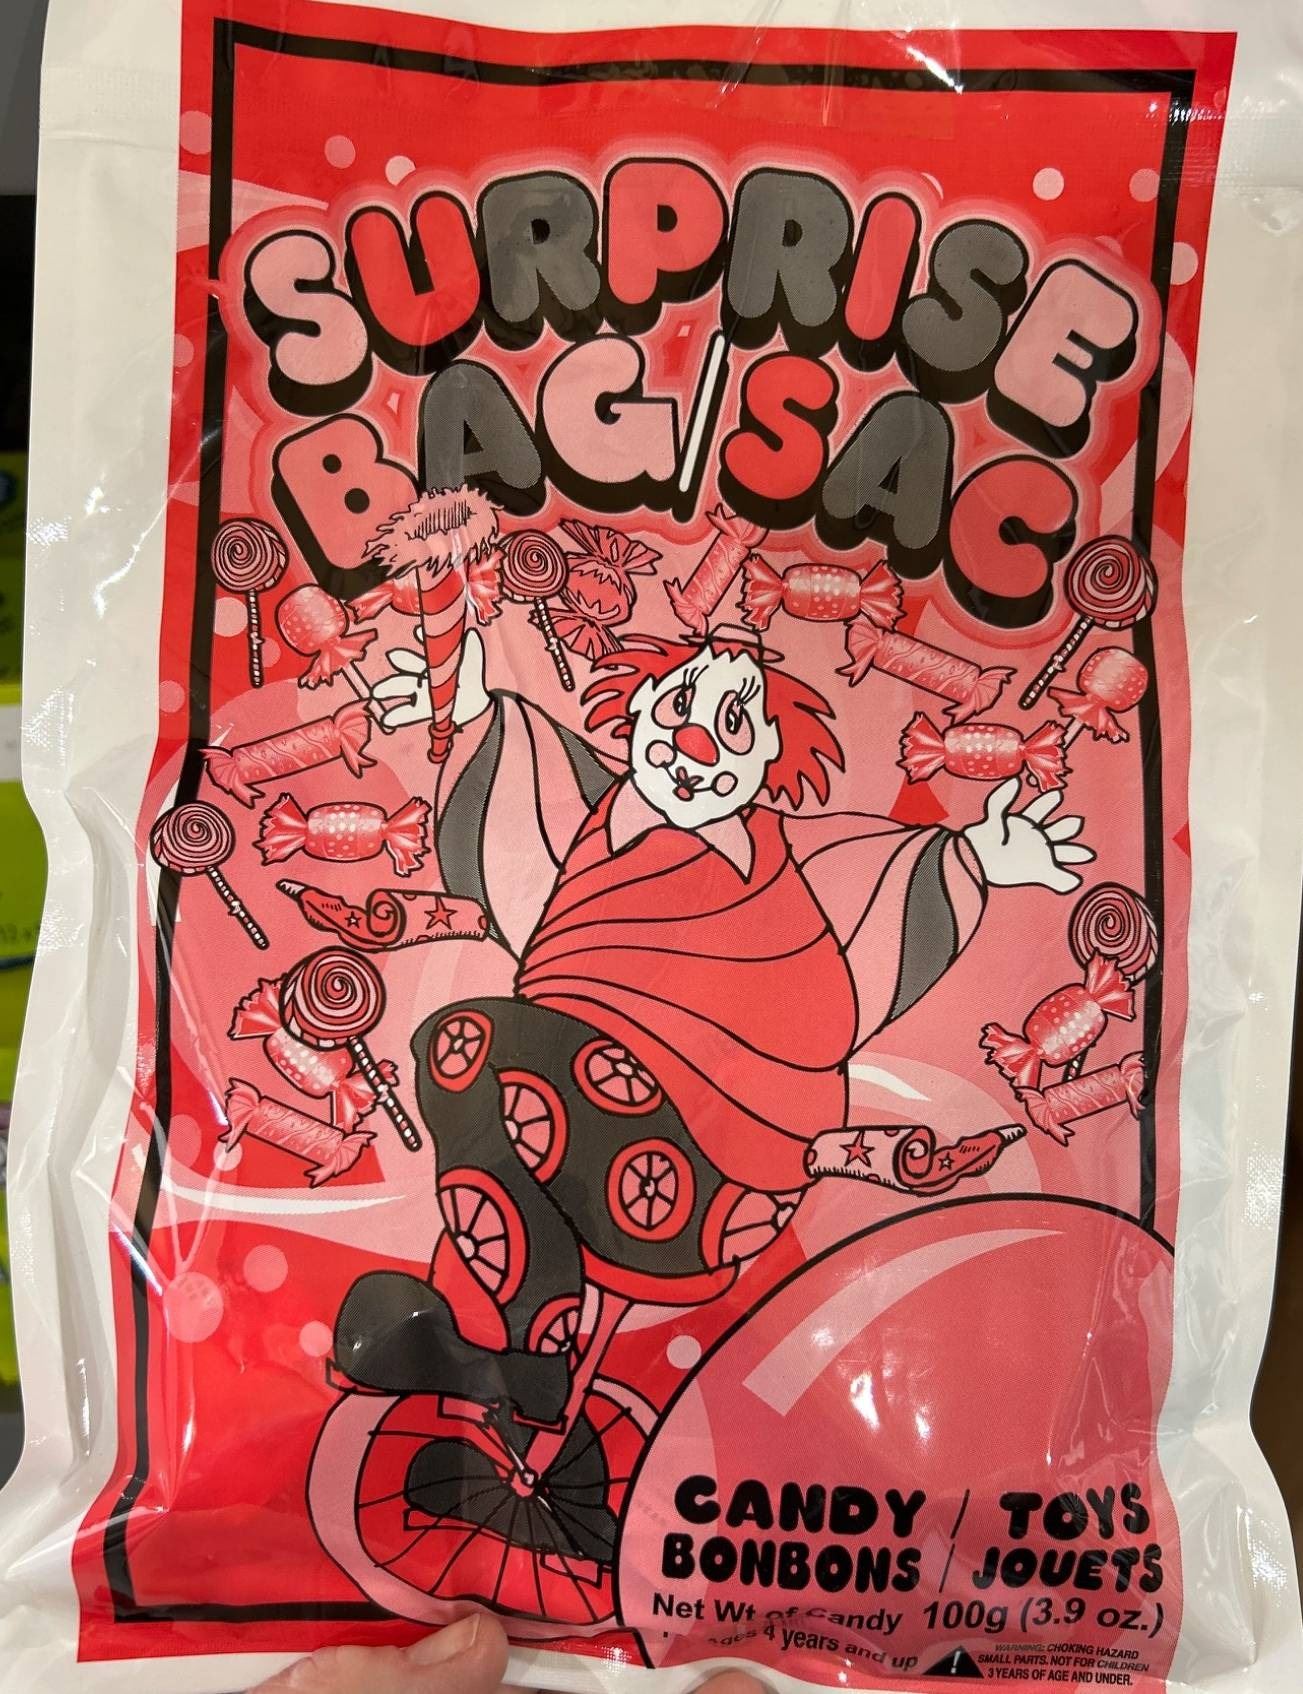 SURPRISE
BAG/SAC
CANDY / TOYS
BONBONS / JOUETS
Net Wt of Candy 100g (3.9 oz.)
ages 4 years and up
WARNING: CHOKING HAZARD
SMALL PARTS. NOT FOR CHILDREN
3 YEARS OF AGE AND UNDER.